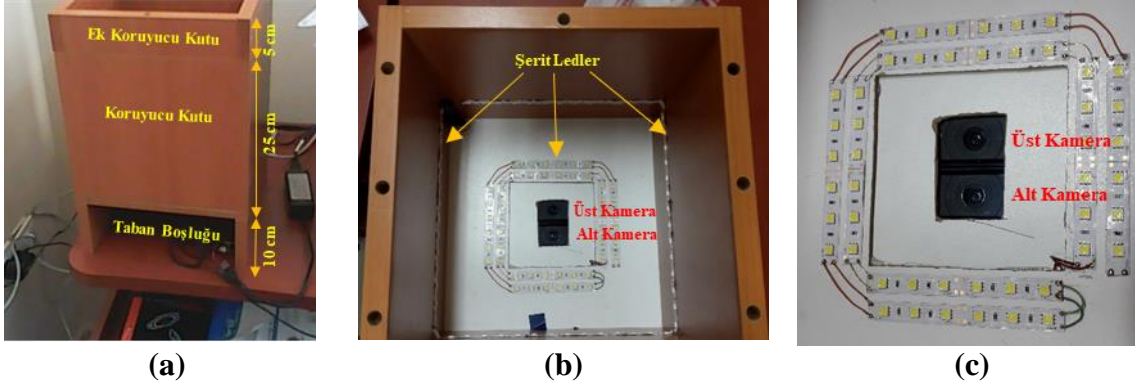 Ek Koruyucu Kutu
5 cm
Koruyucu Kutu
25 cm
Taban Boşluğu
10 cm
(a)
Şerit Ledler
Üst Kamera
Alt Kamera
(b)
Üst Kamera
Alt Kamera
(c)